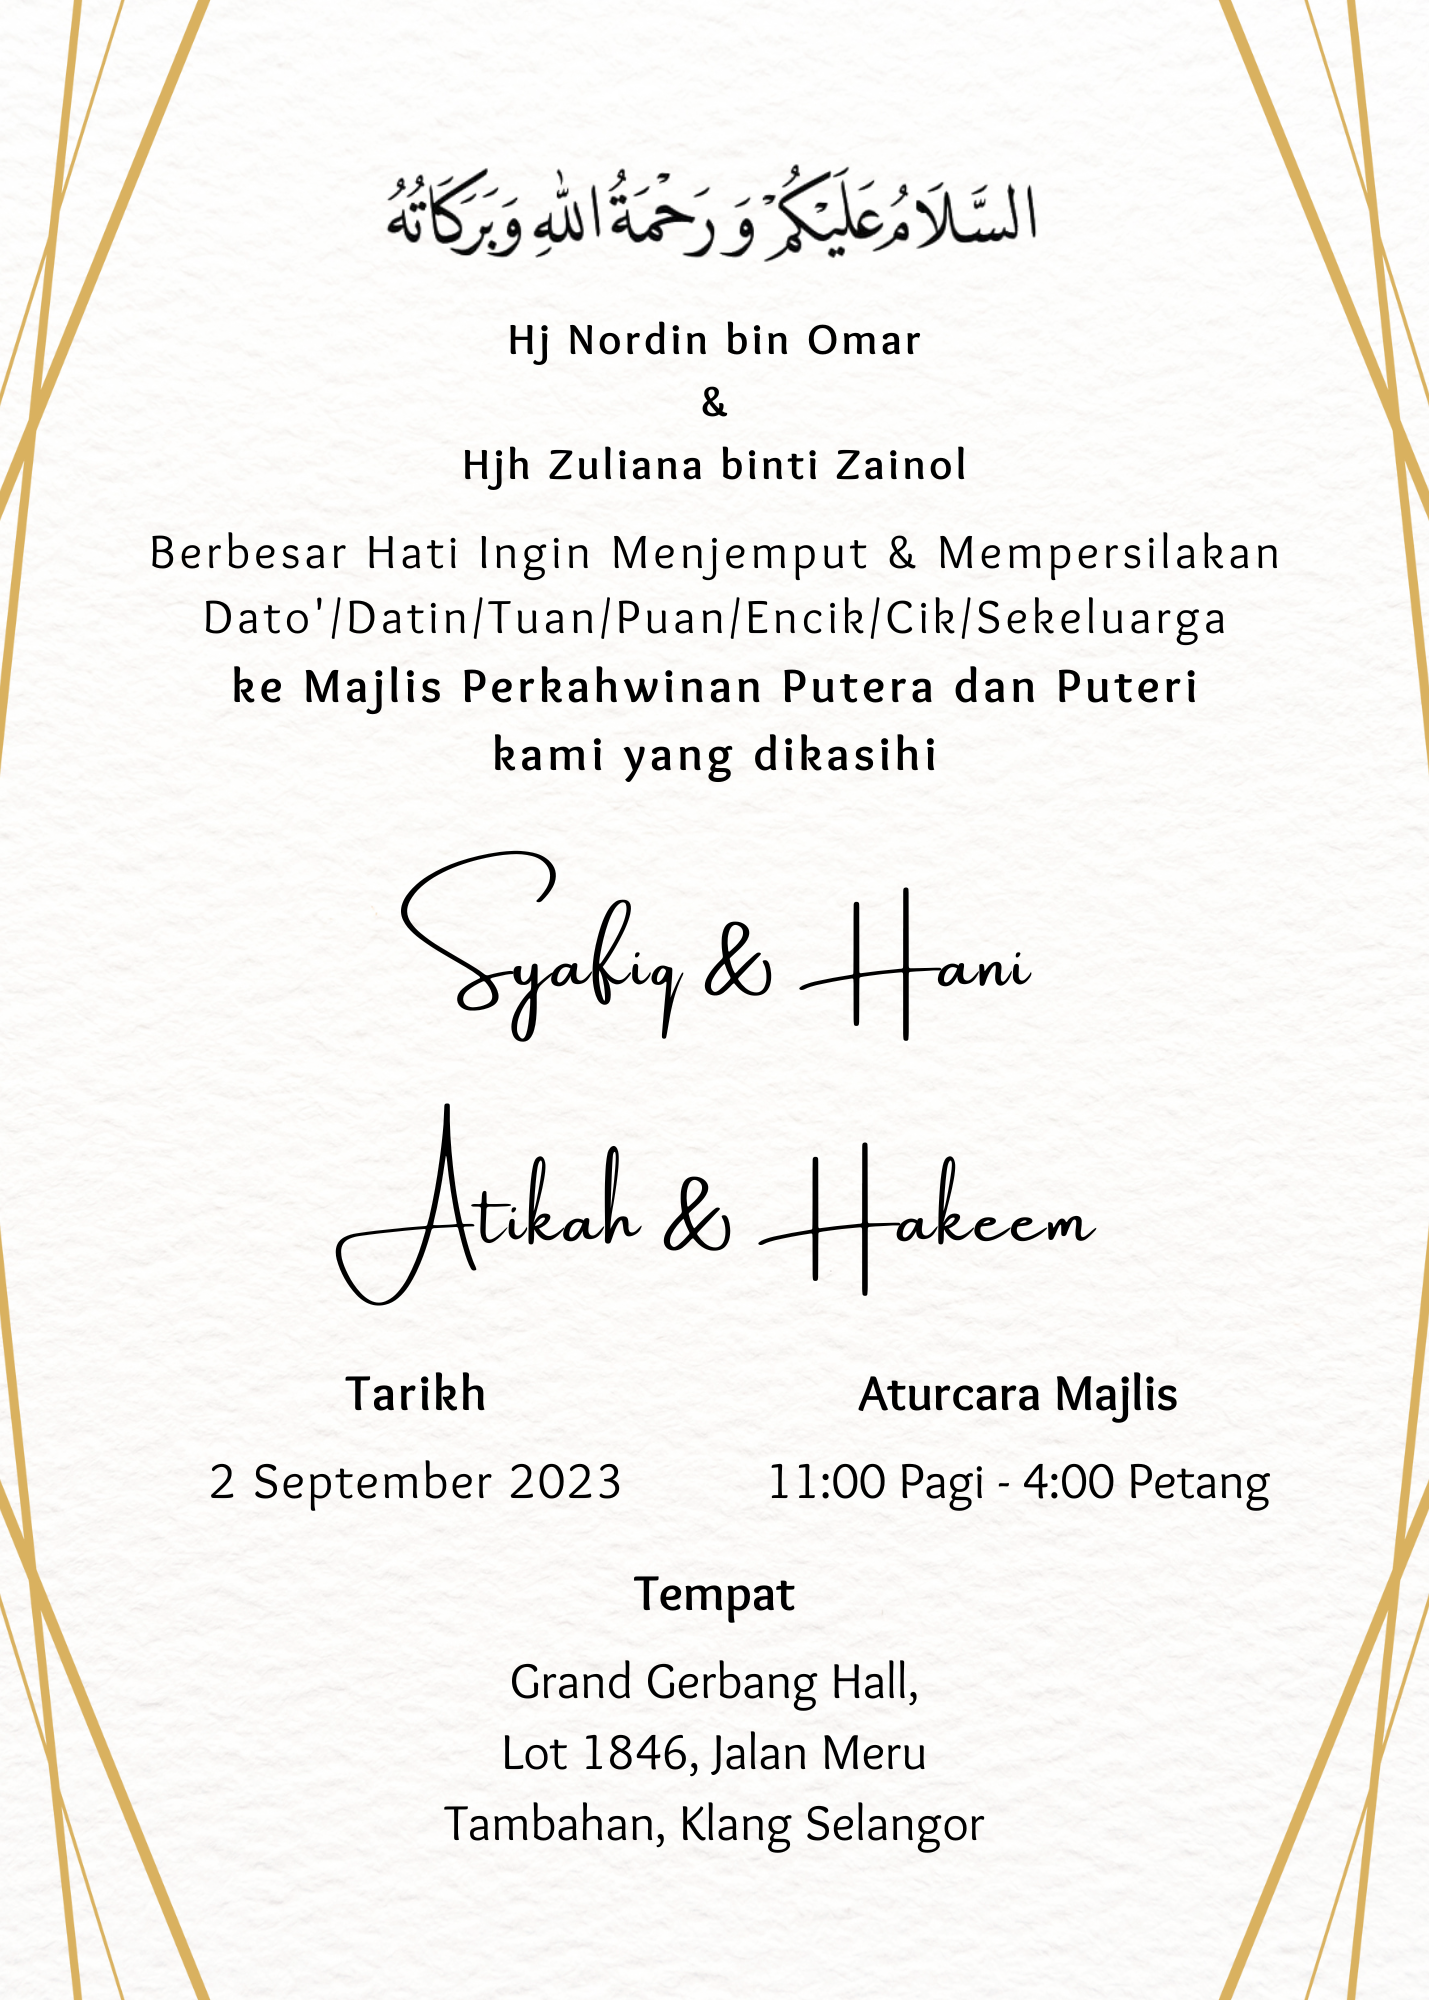 السَّلَامُ عَلَيْكُمْ وَ رَحْمَةُ اللهِ وَبَرَكَاتُهُ
Hj Nordin bin Omar
&
Hjh Zuliana binti Zainol
Berbesar Hati Ingin Menjemput & Mempersilakan
Dato'/Datin/Tuan/Puan/Encik/Cik/Sekeluarga
ke Majlis Perkahwinan Putera dan Puteri
kami yang dikasihi
Syafiq & Hani
Atikah & Hakeem
Tarikh
2 September 2023
Aturcara Majlis
11:00 Pagi - 4:00 Petang
Tempat
Grand Gerbang Hall,
Lot 1846, Jalan Meru
Tambahan, Klang Selangor